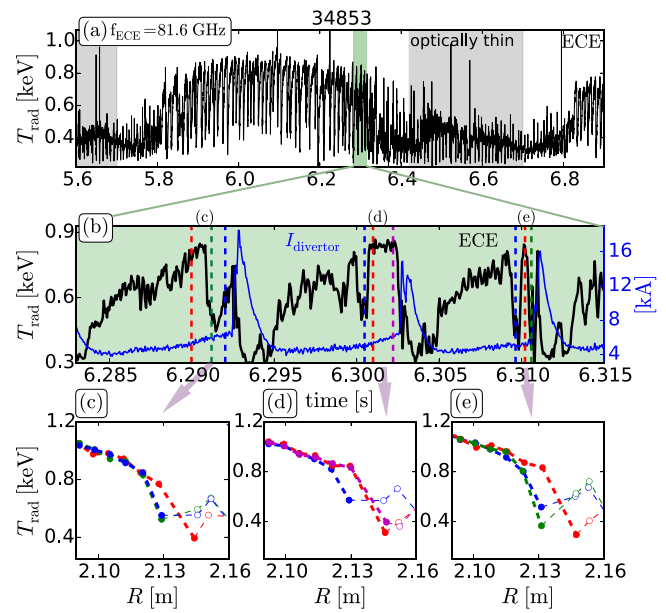 34853
(a) f_ECE = 81.6 GHz optically thin ECE
T_rad [keV]
1.0
0.8
0.6
0.4
5.6 5.8 6.0 6.2 6.4 6.6 6.8
(c) (d) (e)
(b) I_divertor ECE
T_rad [keV]
0.9
0.6
0.3
16
12
8
4
[kA]
6.285 6.290 6.295 6.300 6.305 6.310 6.315
time [s]
(c) (d) (e)
T_rad [keV]
1.2
0.8
0.4
1.2
0.8
0.4
1.2
0.8
0.4
2.10 2.13 2.16 2.10 2.13 2.16 2.10 2.13 2.16
R [m] R [m] R [m]